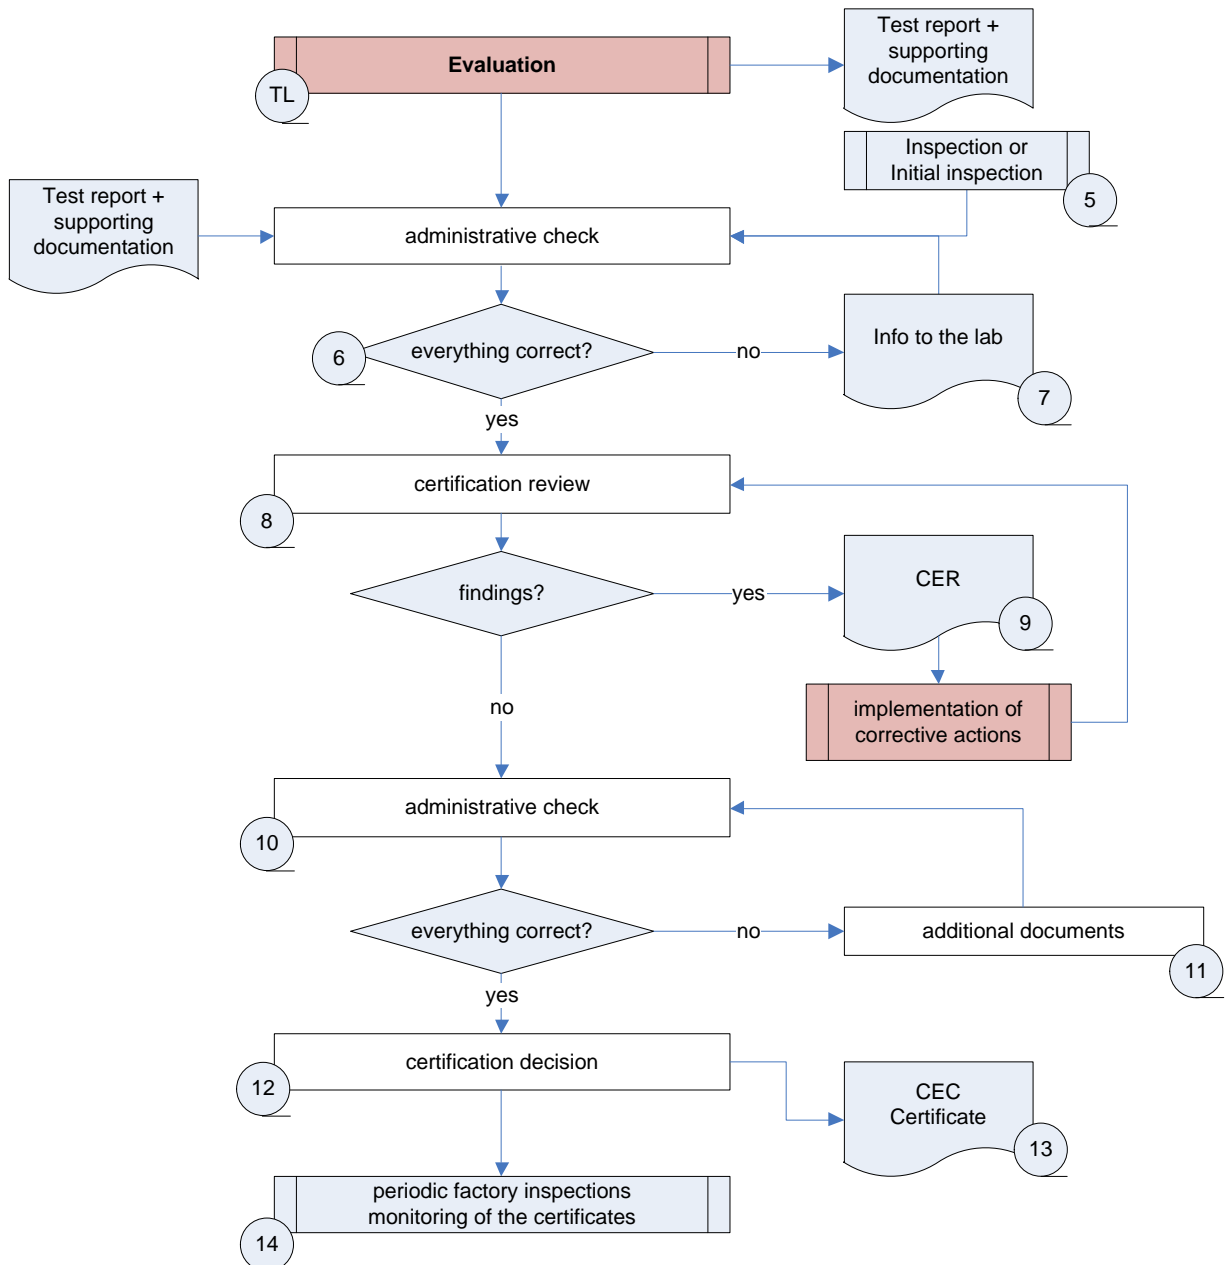 Evaluation
TL
Test report +
supporting
documentation
Inspection or
Initial inspection
5
Test report +
supporting
documentation
administrative check
everything correct?
6
no
Info to the lab
7
yes
certification review
8
findings?
yes
CER
9
no
implementation of
corrective actions
administrative check
10
everything correct?
no
additional documents
11
yes
certification decision
12
CEC
Certificate
13
periodic factory inspections
monitoring of the certificates
14